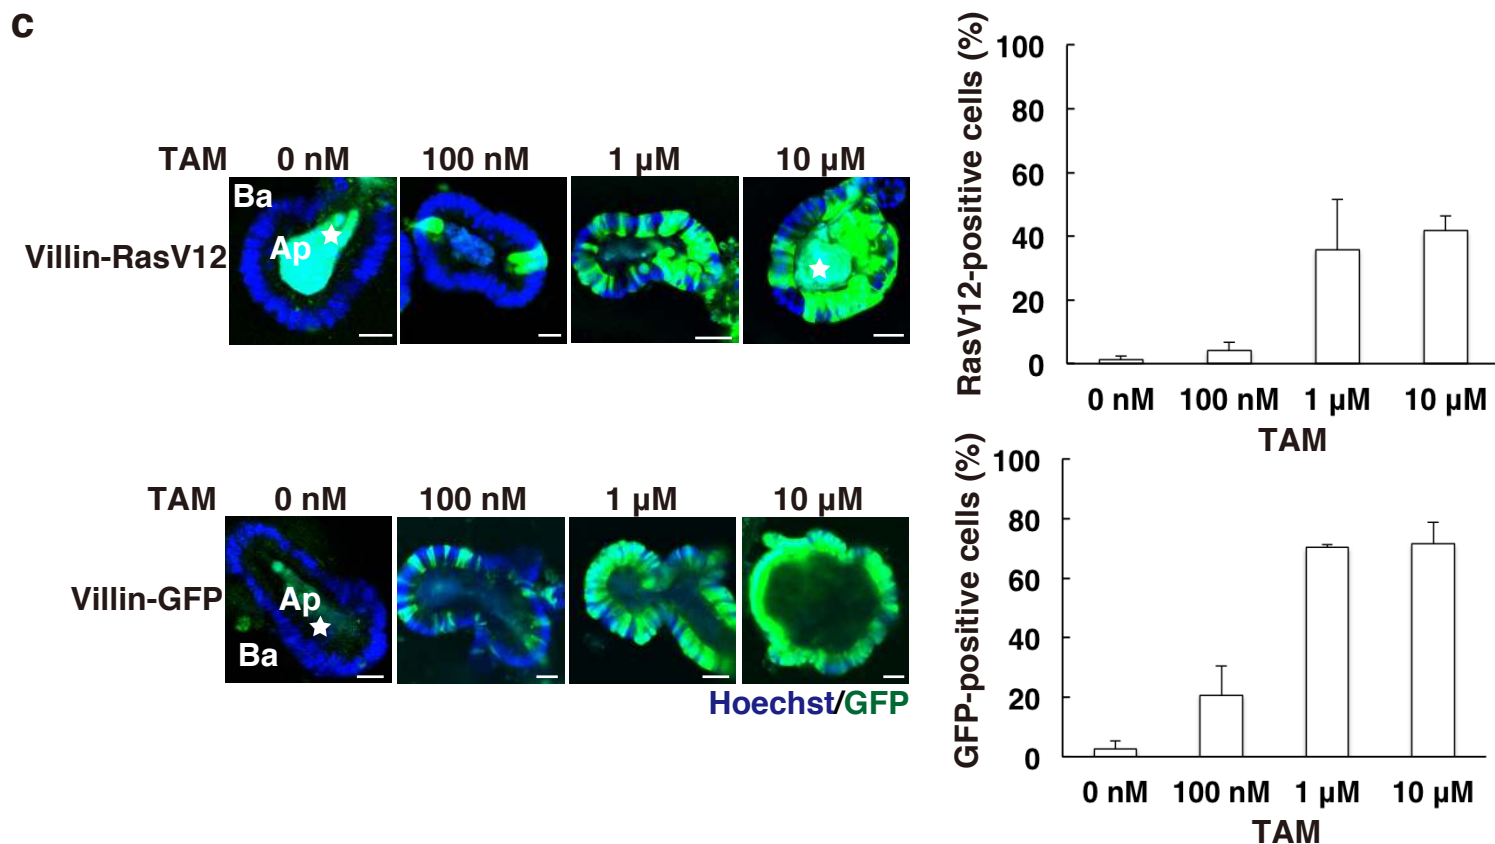 c
TAM 0 nM 100 nM 1 µM 10 µM
Villin-RasV12
Ba
Ap
RasV12-positive cells (%)
100
80
60
40
20
0
0 nM 100 nM 1 µM 10 µM
TAM
TAM 0 nM 100 nM 1 µM 10 µM
Villin-GFP
Ap
Ba
Hoechst/GFP
GFP-positive cells (%)
100
80
60
40
20
0
0 nM 100 nM 1 µM 10 µM
TAM